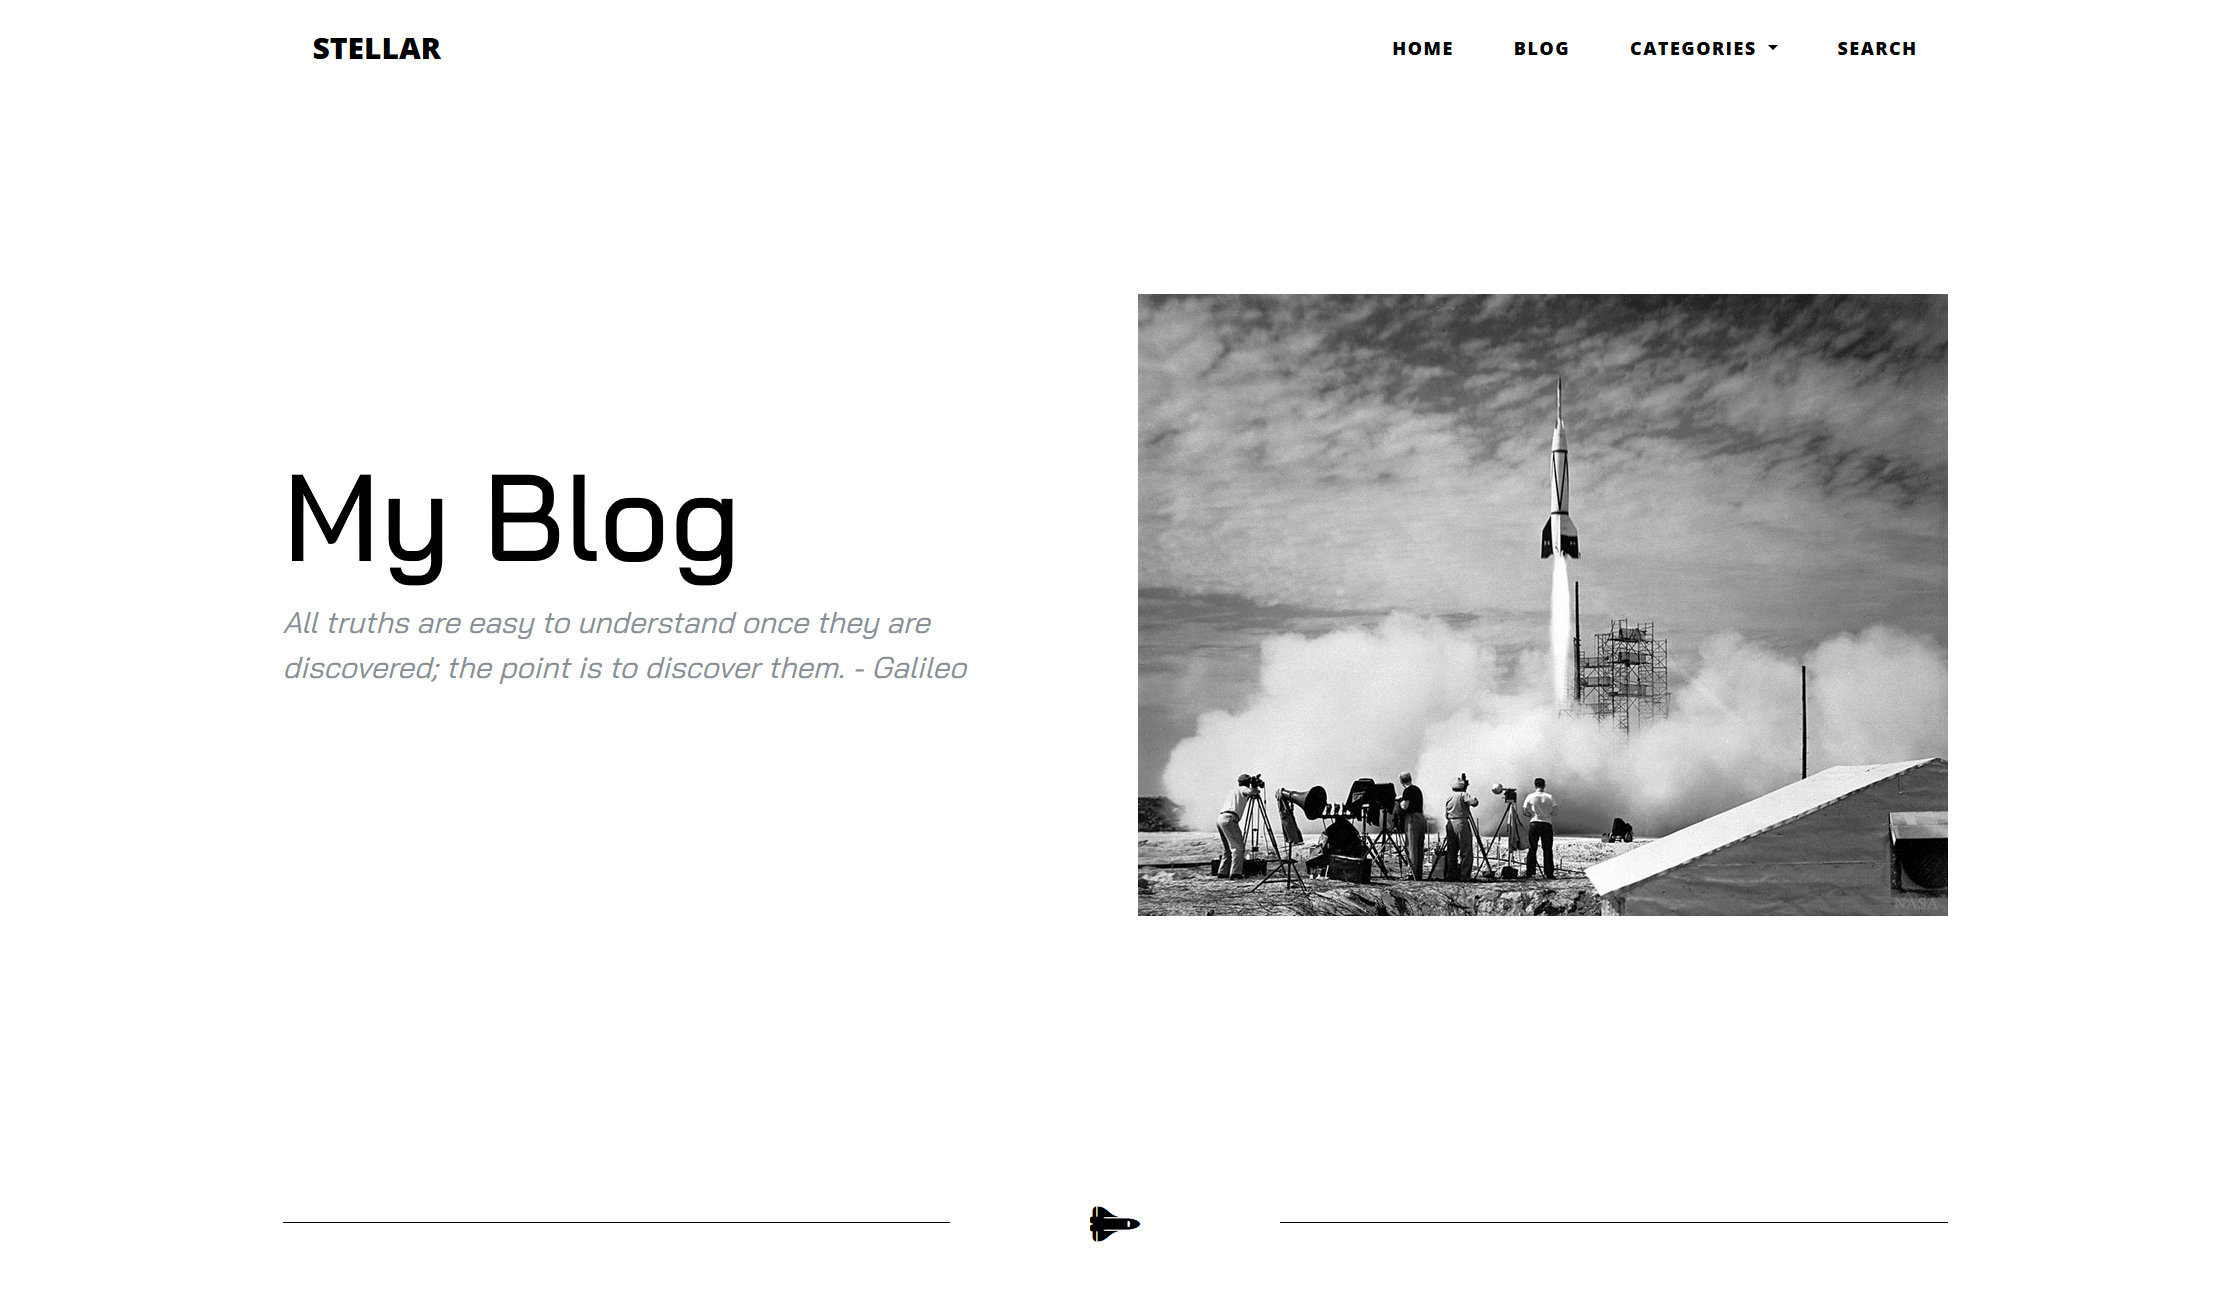 STELLAR
HOME BLOG CATEGORIES SEARCH
My Blog
All truths are easy to understand once they are
discovered; the point is to discover them. - Galileo
NASA